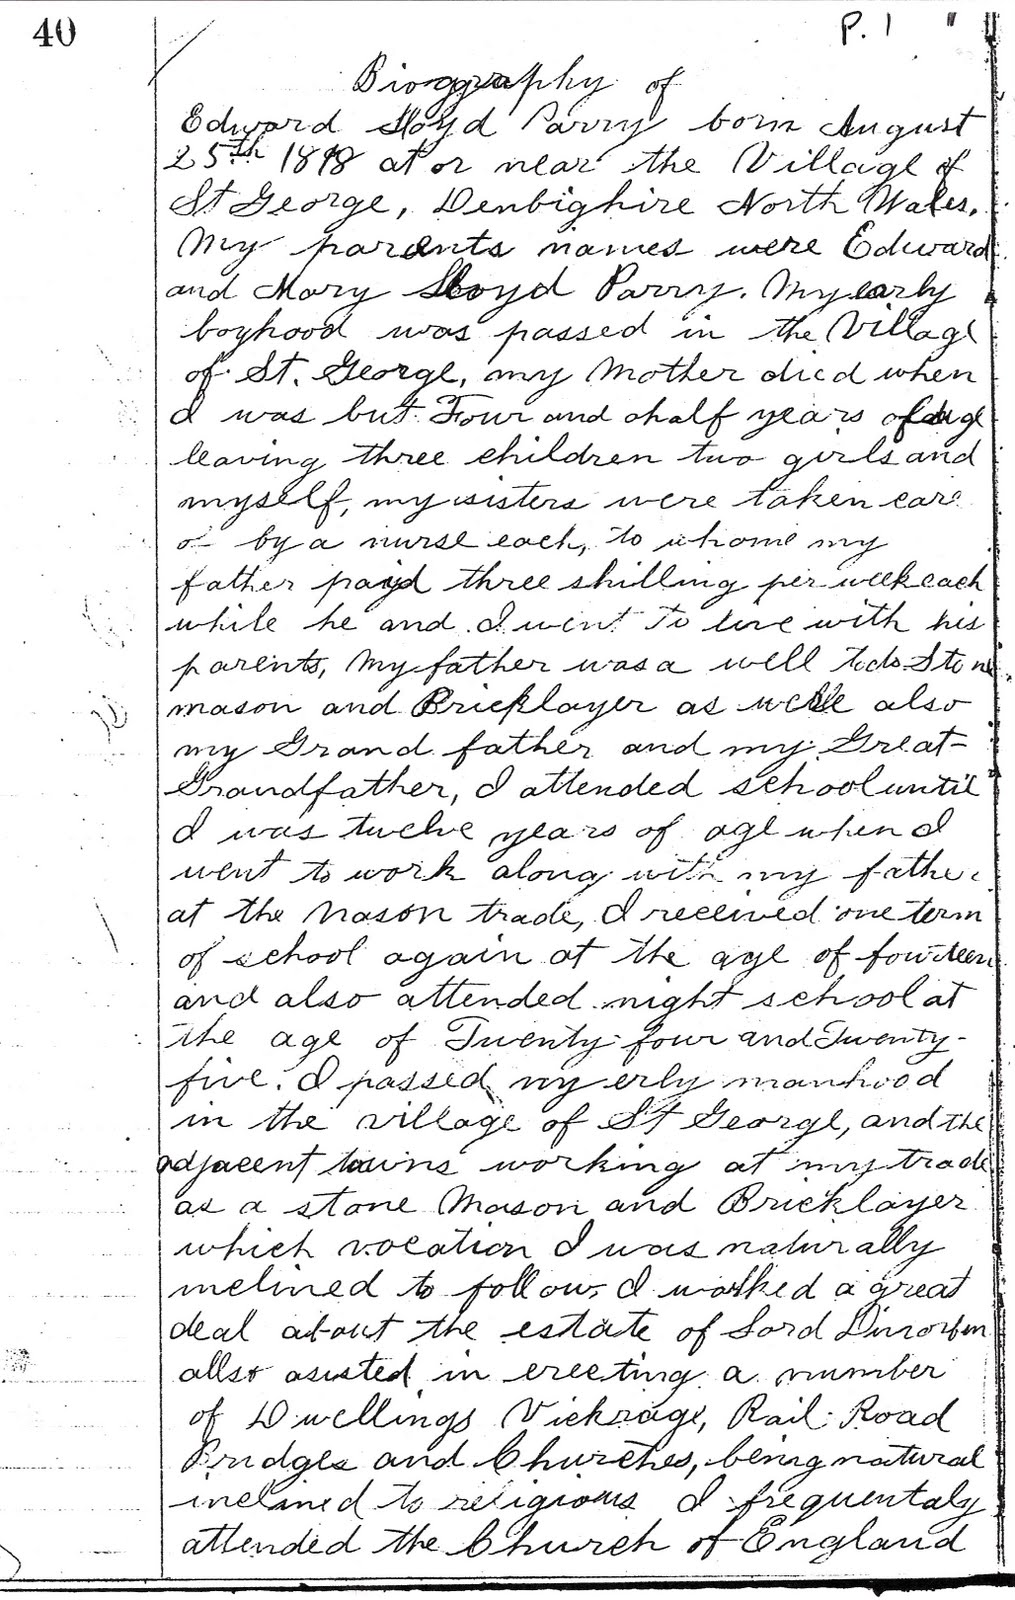 40
P. 1
Biography of
Edward Lloyd Parry born August
25th 1818 at or near the Village of
St George, Denbighire North Wales.
My parents names were Edward
and Mary Lloyd Parry. My early
boyhood was passed in the Village
of St. George, my Mother died when
I was but Four and ahalf years of age
leaving three children two girls and
myself, my sisters were taken care
o by a nurse each, to whome my
father payd three shilling per week each
while he and I went to live with his
parents, My father was a well todo Stone
mason and Bricklayer as well also
my Grand father and my Great-
Grandfather, I attended school until
I was twelve years of age when I
went to work along with my father
at the Mason trade, I received one term
of school again at the age of fourteen
and also attended night school at
the age of Twenty-four and Twenty-
five. I passed my erly manhood
in the village of St George, and the
adjacent towns working at my trade
as a stone Mason and Bricklayer
which vocation I was naturally
inclined to follow, I worked a great
deal about the estate of Lord Dinorben
allso asisted in erecting a number
of Dwellings Vickrage, Rail Road
Bridges and Churches, being natural
inclined to religious I frequentaly
attended the Church of England